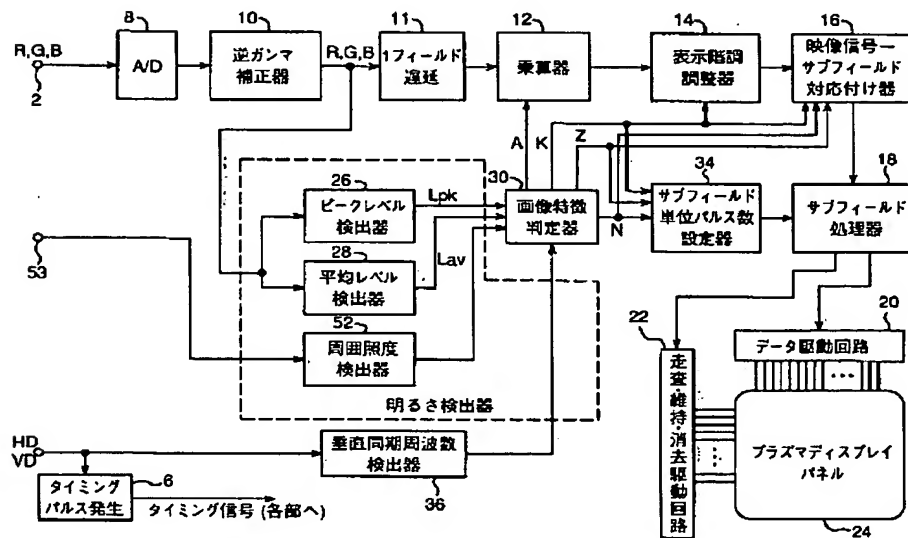 8
10
11
12
14
16
R,G,B
2
A/D
逆ガンマ
補正器
R,G,B
1フィールド
遅延
乗算器
表示階調
調整器
映像信号ー
サブフィールド
対応付け器
A
K
Z
26
ピークレベル
検出器
Lpk
30
画像特徴
判定器
N
34
サブフィールド
単位パルス数
設定器
18
サブフィールド
処理器
53
28
平均レベル
検出器
Lav
52
周囲照度
検出器
明るさ検出器
22
走査・維持・消去駆動回路
20
データ駆動回路
プラズマディスプレイ
パネル
24
HD
VD
垂直同期周波数
検出器
36
タイミング
パルス発生
6
タイミング信号 (各部へ)